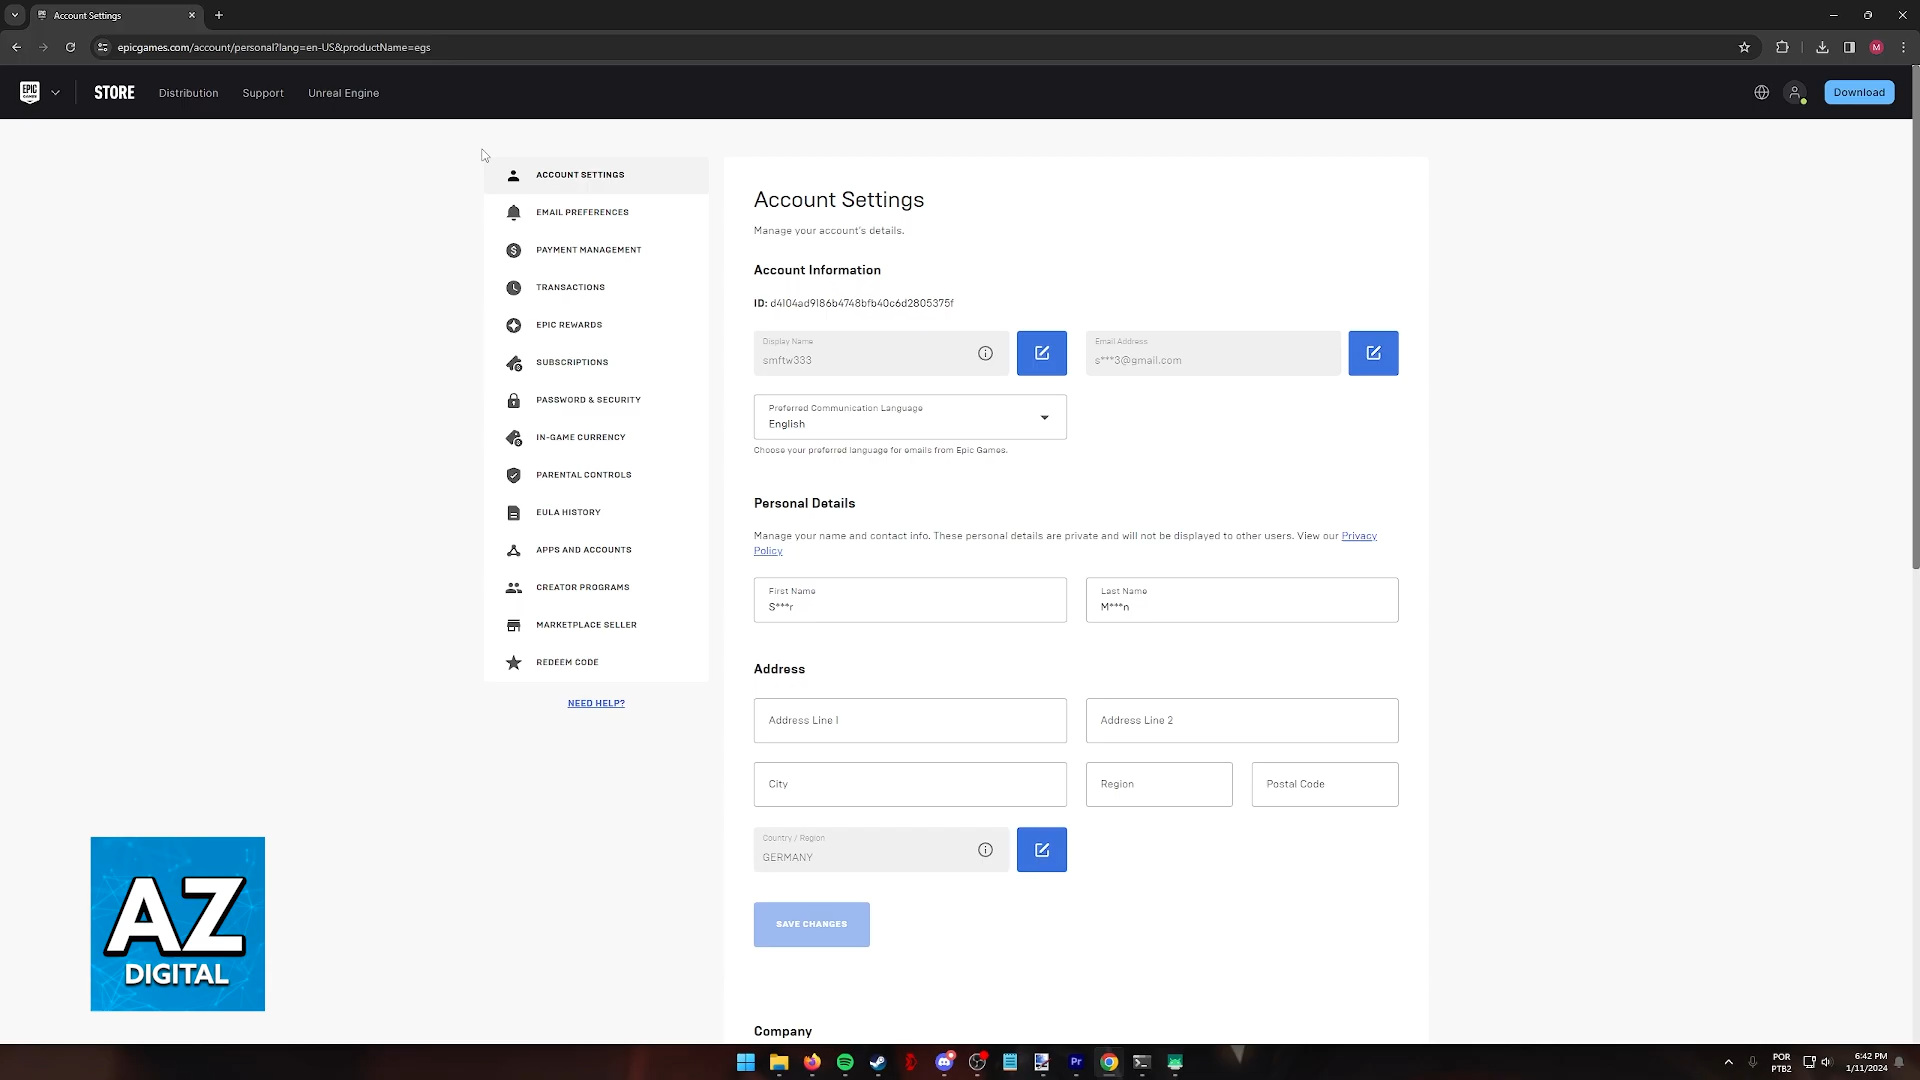 Account Settings
epicgames.com/account/personal?lang=en-US&productName=egs
M
EPIC GAMES
STORE
Distribution
Support
Unreal Engine
Download
ACCOUNT SETTINGS
EMAIL PREFERENCES
PAYMENT MANAGEMENT
TRANSACTIONS
EPIC REWARDS
SUBSCRIPTIONS
PASSWORD & SECURITY
IN-GAME CURRENCY
PARENTAL CONTROLS
EULA HISTORY
APPS AND ACCOUNTS
CREATOR PROGRAMS
MARKETPLACE SELLER
REDEEM CODE
NEED HELP?
Account Settings
Manage your account's details.
Account Information
ID: d4104ad9186b4748bfb40c6d2805375f
Display Name
smftw333
Email Address
s***3@gmail.com
Preferred Communication Language
English
Choose your preferred language for emails from Epic Games.
Personal Details
Manage your name and contact info. These personal details are private and will not be displayed to other users. View our Privacy
Policy
First Name
S***r
Last Name
M***n
Address
Address Line 1
Address Line 2
City
Region
Postal Code
Country / Region
GERMANY
SAVE CHANGES
Company
AZ
DIGITAL
Pr
POR
PTB2
6:42 PM
1/11/2024